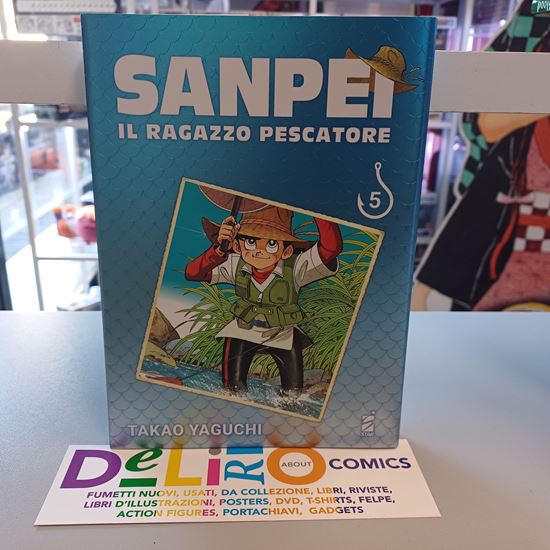 SANPEI
IL RAGAZZO PESCATORE
5
TAKAO YAGUCHI
STAR
DeLiRiO ABOUT COMICS
FUMETTI NUOVI, USATI, DA COLLEZIONE, LIBRI, RIVISTE,
LIBRI D'ILLUSTRAZIONI, POSTERS, DVD, T-SHIRTS, FELPE,
ACTION FIGURES, PORTACHIAVI, GADGETS